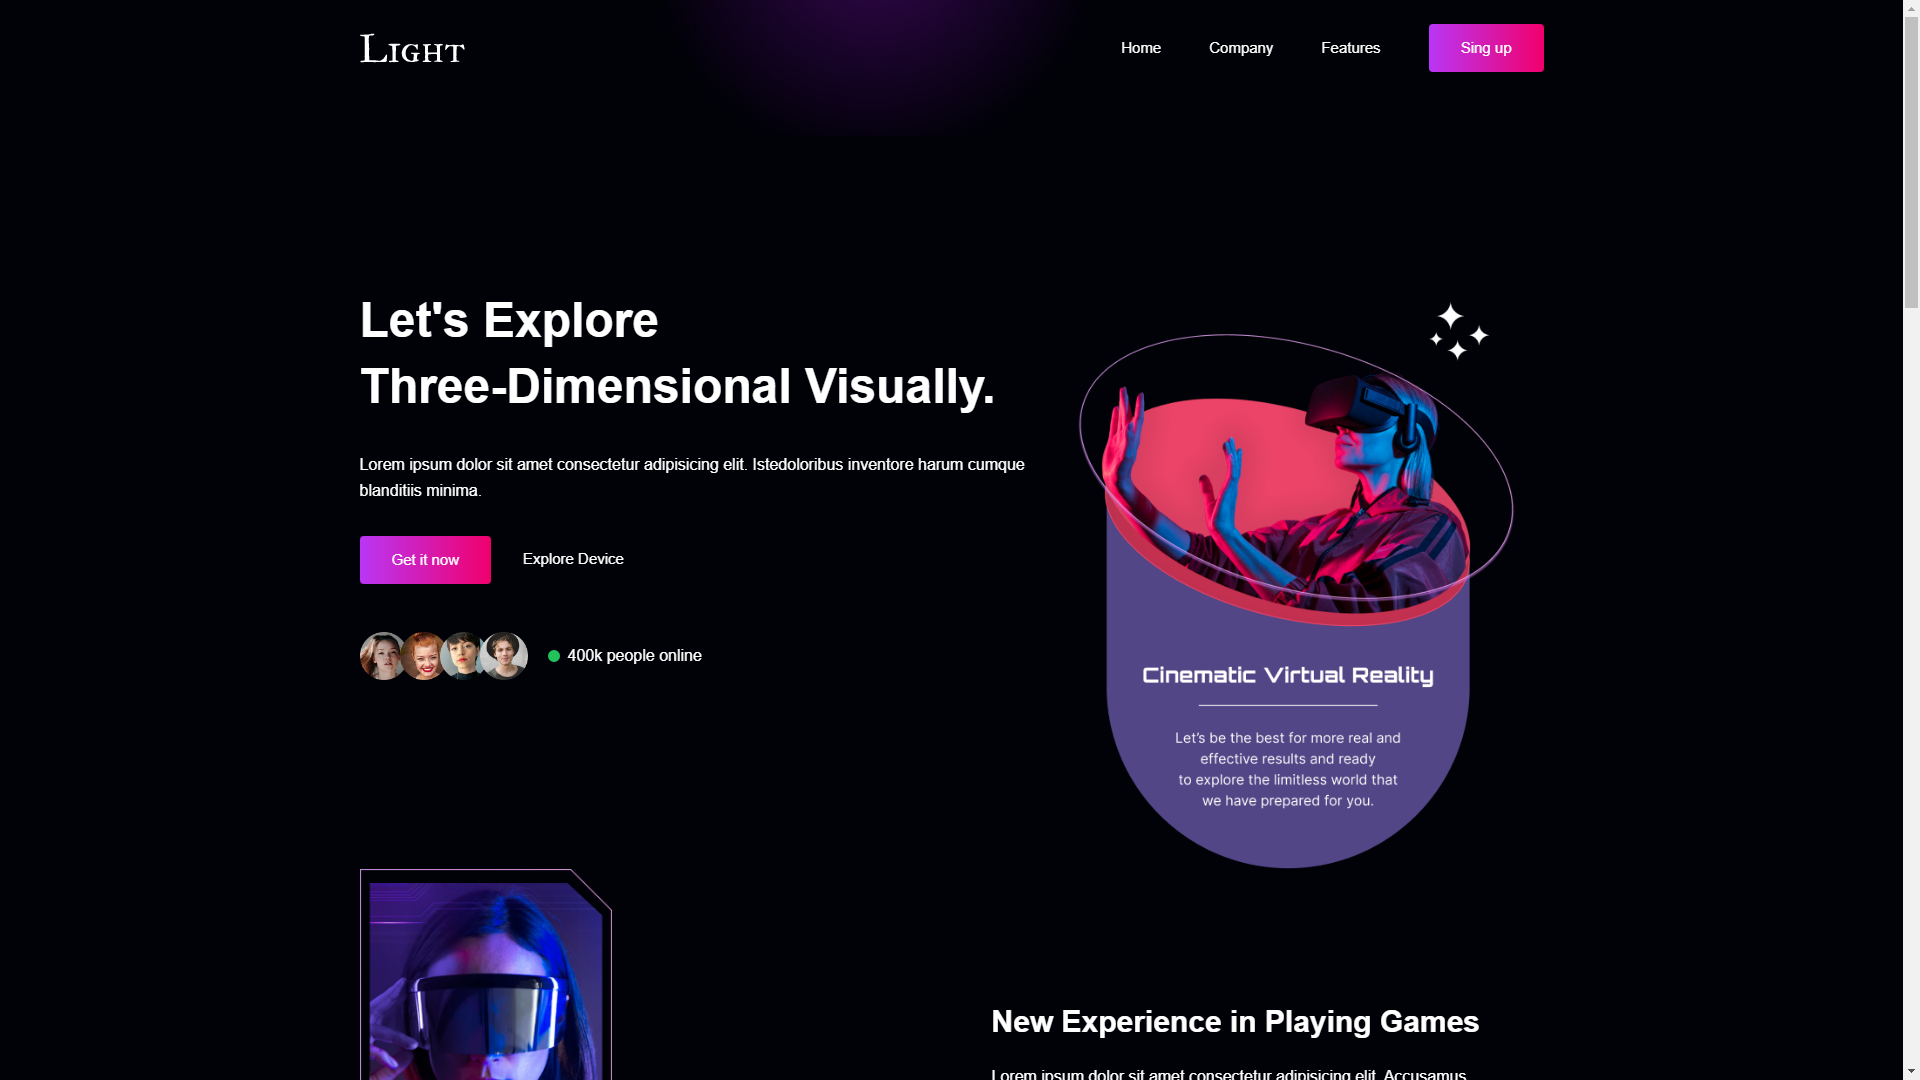 Light
Home
Company
Features
Sing up
Let's Explore
Three-Dimensional Visually.
Lorem ipsum dolor sit amet consectetur adipisicing elit. Istedoloribus inventore harum cumque
blanditiis minima.
Get it now
Explore Device
400k people online
Cinematic Virtual Reality
Let's be the best for more real and
effective results and ready
to explore the limitless world that
we have prepared for you.
New Experience in Playing Games
Lorem ipsum dolor sit amet consectetur adipisicing elit. Accusamus